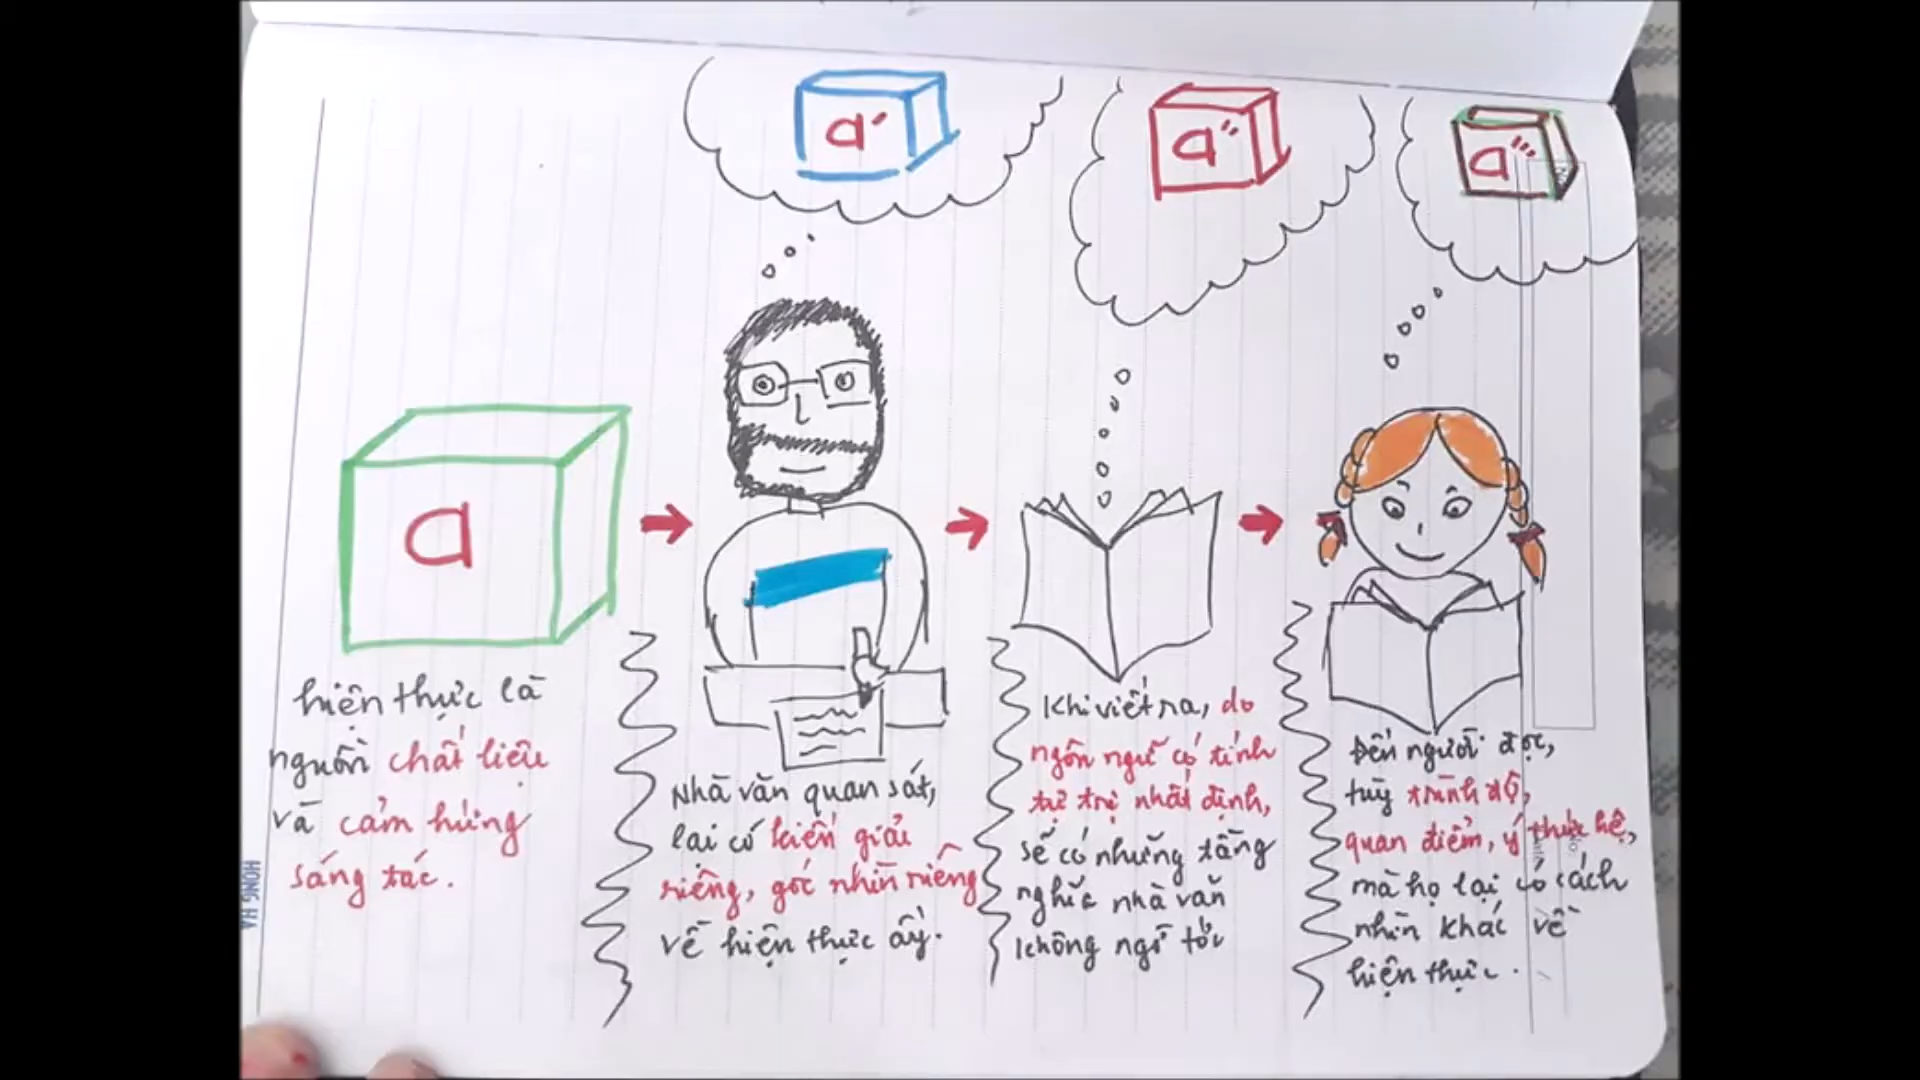 a
a'
a''
a'''
hiện thực là
nguồn chất liệu
và cảm hứng
sáng tác.
Nhà văn quan sát,
lại có kiến giải
riêng, góc nhìn riêng
về hiện thực ấy.
Khi viết ra, do
ngôn ngữ có tính
tự trị nhất định,
sẽ có những tầng
nghĩa nhà văn
không ngờ tới
Đến người đọc,
tùy trình độ,
quan điểm, ý thức hệ,
mà họ lại có cách
nhìn khác về
hiện thực.
HONG HA